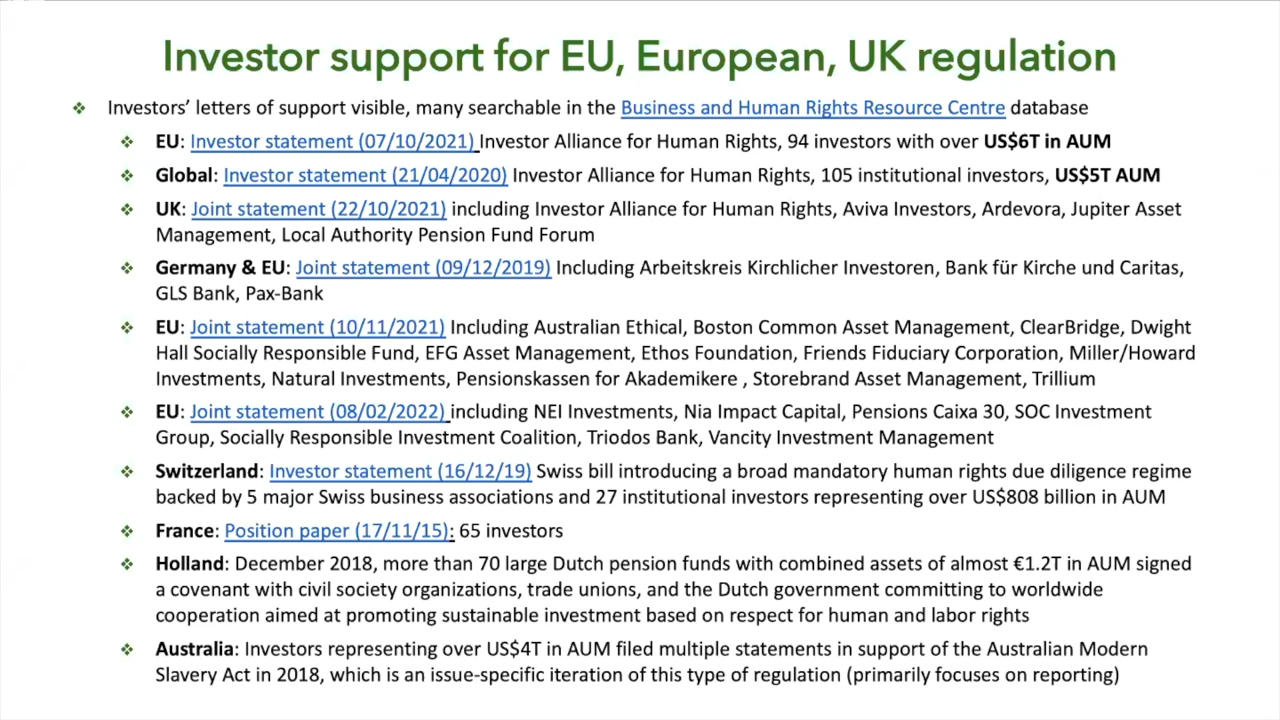 Investor support for EU, European, UK regulation
❖ Investors' letters of support visible, many searchable in the Business and Human Rights Resource Centre database
❖ EU: Investor statement (07/10/2021) Investor Alliance for Human Rights, 94 investors with over US$6T in AUM
❖ Global: Investor statement (21/04/2020) Investor Alliance for Human Rights, 105 institutional investors, US$5T AUM
❖ UK: Joint statement (22/10/2021) including Investor Alliance for Human Rights, Aviva Investors, Ardevora, Jupiter Asset
Management, Local Authority Pension Fund Forum
❖ Germany & EU: Joint statement (09/12/2019) Including Arbeitskreis Kirchlicher Investoren, Bank für Kirche und Caritas,
GLS Bank, Pax-Bank
❖ EU: Joint statement (10/11/2021) Including Australian Ethical, Boston Common Asset Management, ClearBridge, Dwight
Hall Socially Responsible Fund, EFG Asset Management, Ethos Foundation, Friends Fiduciary Corporation, Miller/Howard
Investments, Natural Investments, Pensionskassen for Akademikere , Storebrand Asset Management, Trillium
❖ EU: Joint statement (08/02/2022) including NEI Investments, Nia Impact Capital, Pensions Caixa 30, SOC Investment
Group, Socially Responsible Investment Coalition, Triodos Bank, Vancity Investment Management
❖ Switzerland: Investor statement (16/12/19) Swiss bill introducing a broad mandatory human rights due diligence regime
backed by 5 major Swiss business associations and 27 institutional investors representing over US$808 billion in AUM
❖ France: Position paper (17/11/15): 65 investors
❖ Holland: December 2018, more than 70 large Dutch pension funds with combined assets of almost €1.2T in AUM signed
a covenant with civil society organizations, trade unions, and the Dutch government committing to worldwide
cooperation aimed at promoting sustainable investment based on respect for human and labor rights
❖ Australia: Investors representing over US$4T in AUM filed multiple statements in support of the Australian Modern
Slavery Act in 2018, which is an issue-specific iteration of this type of regulation (primarily focuses on reporting)